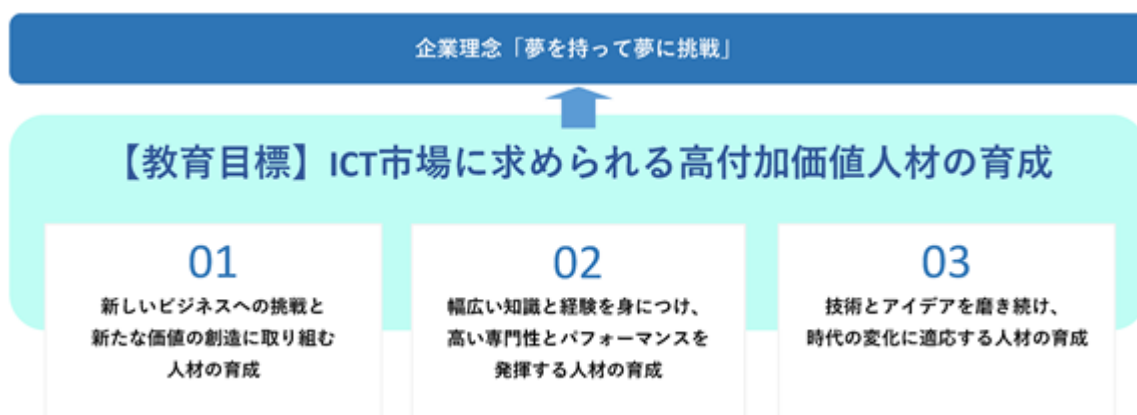 企業理念「夢を持って夢に挑戦」
【教育目標】ICT市場に求められる高付加価値人材の育成
01
新しいビジネスへの挑戦と
新たな価値の創造に取り組む
人材の育成
02
幅広い知識と経験を身につけ、
高い専門性とパフォーマンスを
発揮する人材の育成
03
技術とアイデアを磨き続け、
時代の変化に適応する人材の育成